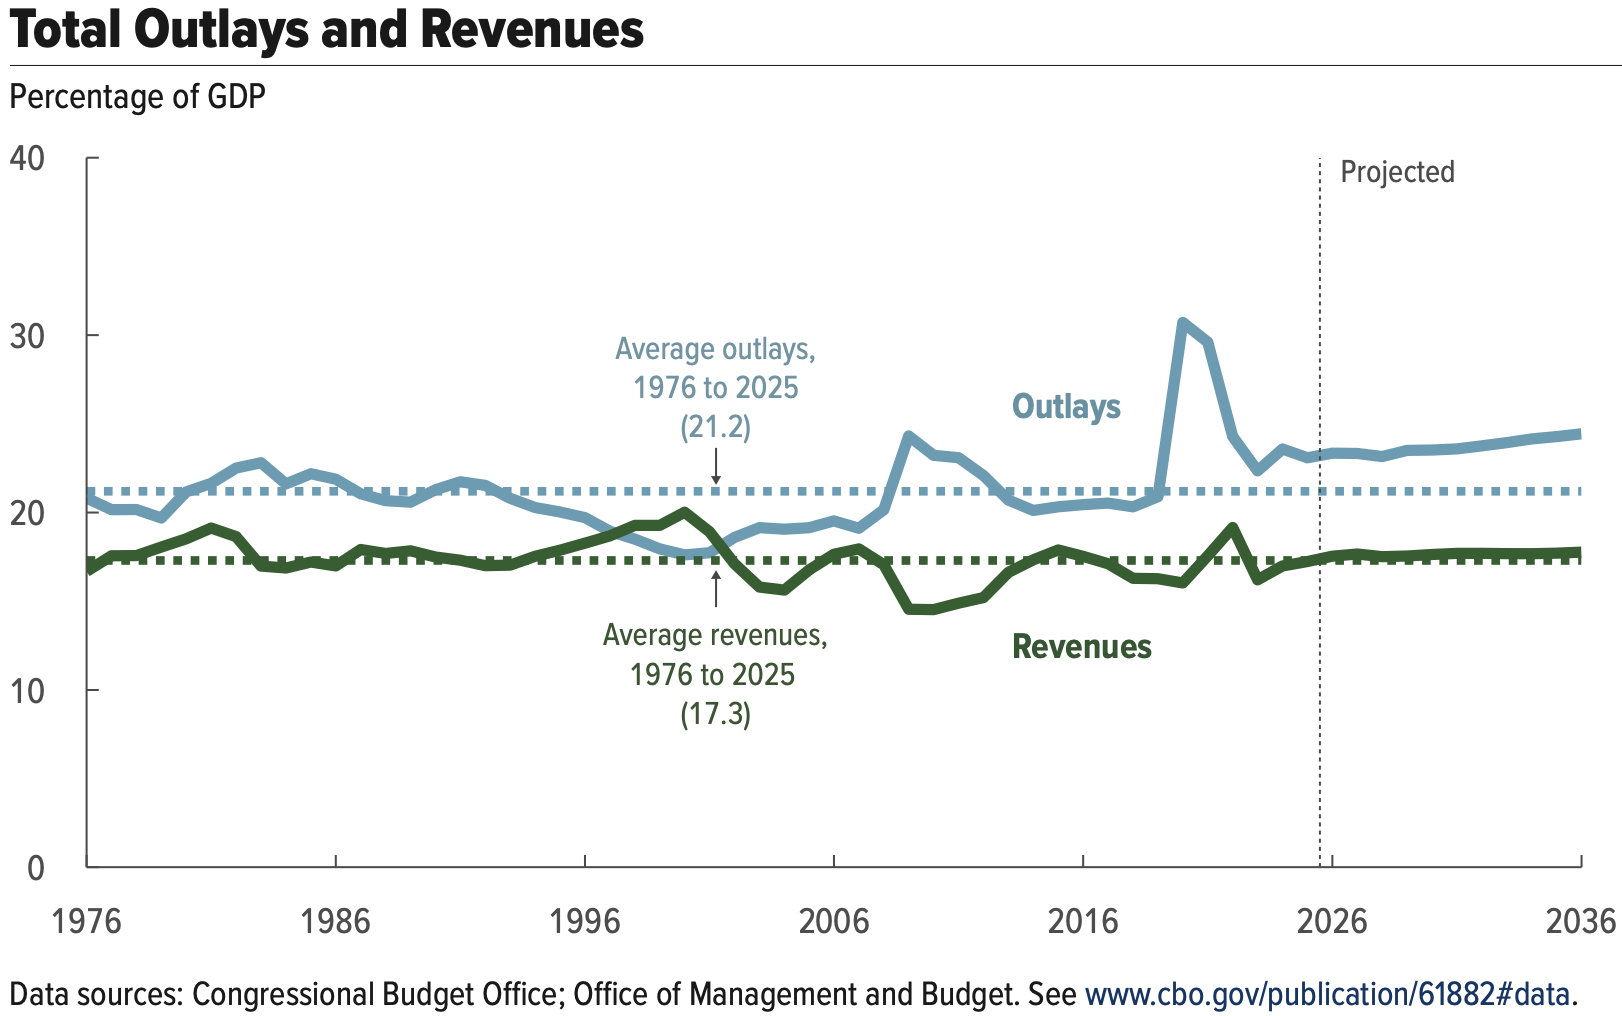 Total Outlays and Revenues
Percentage of GDP
40
Projected
30
Average outlays,
1976 to 2025
(21.2)
Outlays
20
Average revenues,
1976 to 2025
(17.3)
Revenues
10
0
1976 1986 1996 2006 2016 2026 2036
Data sources: Congressional Budget Office; Office of Management and Budget. See www.cbo.gov/publication/61882#data.